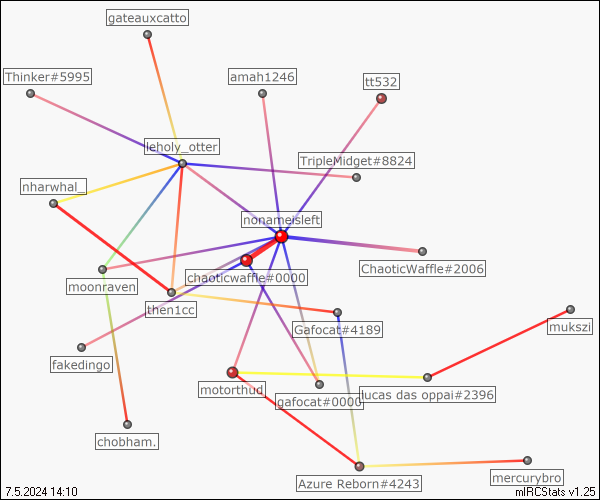 gateauxcatto
Thinker#5995
amah1246
tt532
leholy_otter
TripleMidget#8824
nharwhal_
nonameisleft
ChaoticWaffle#2006
chaoticwaffle#0000
moonraven
then1cc
Gafocat#4189
mukszi
fakedingo
motorthud
gafocat#0000
lucas das oppai#2396
chobham.
Azure Reborn#4243
mercurybro
7.5.2024 14:10
mIRCStats v1.25